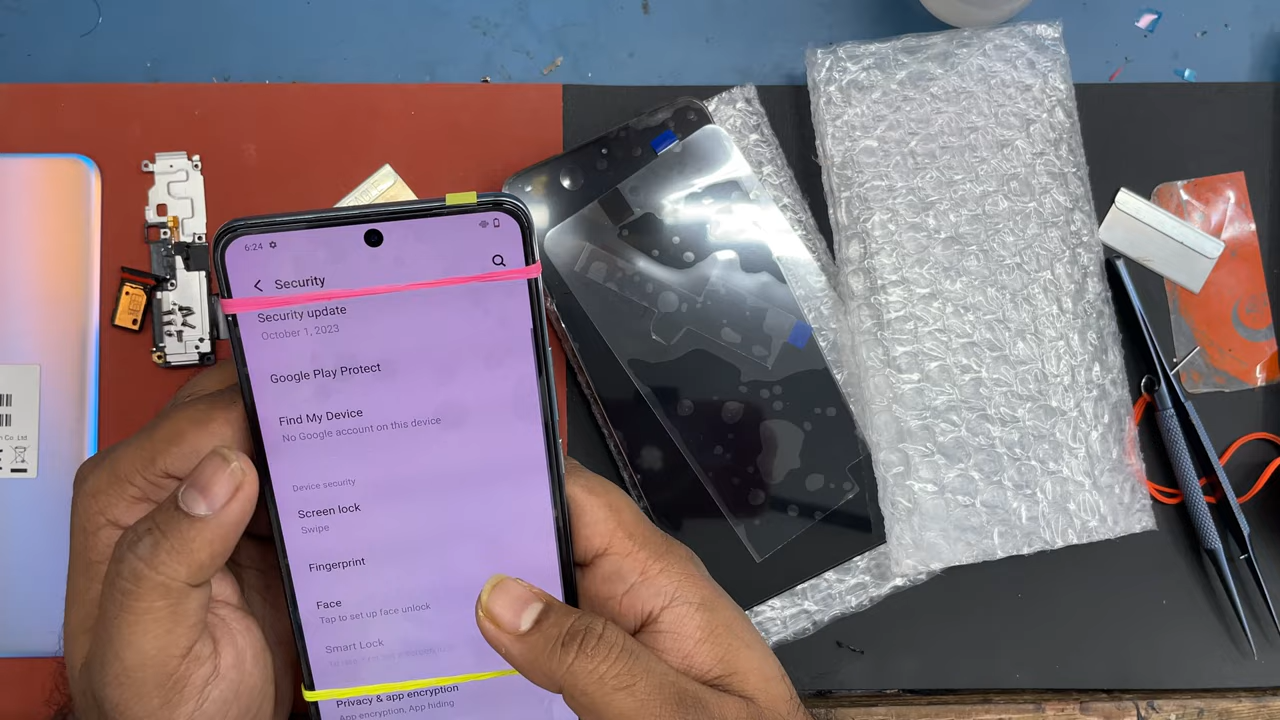 6:24
Security
Security update
October 1, 2023
Google Play Protect
Find My Device
No Google account on this device
Device security
Screen lock
Swipe
Fingerprint
Face
Tap to set up face unlock
Smart Lock
Privacy & app encryption
App encryption, App hiding
Co Ltd